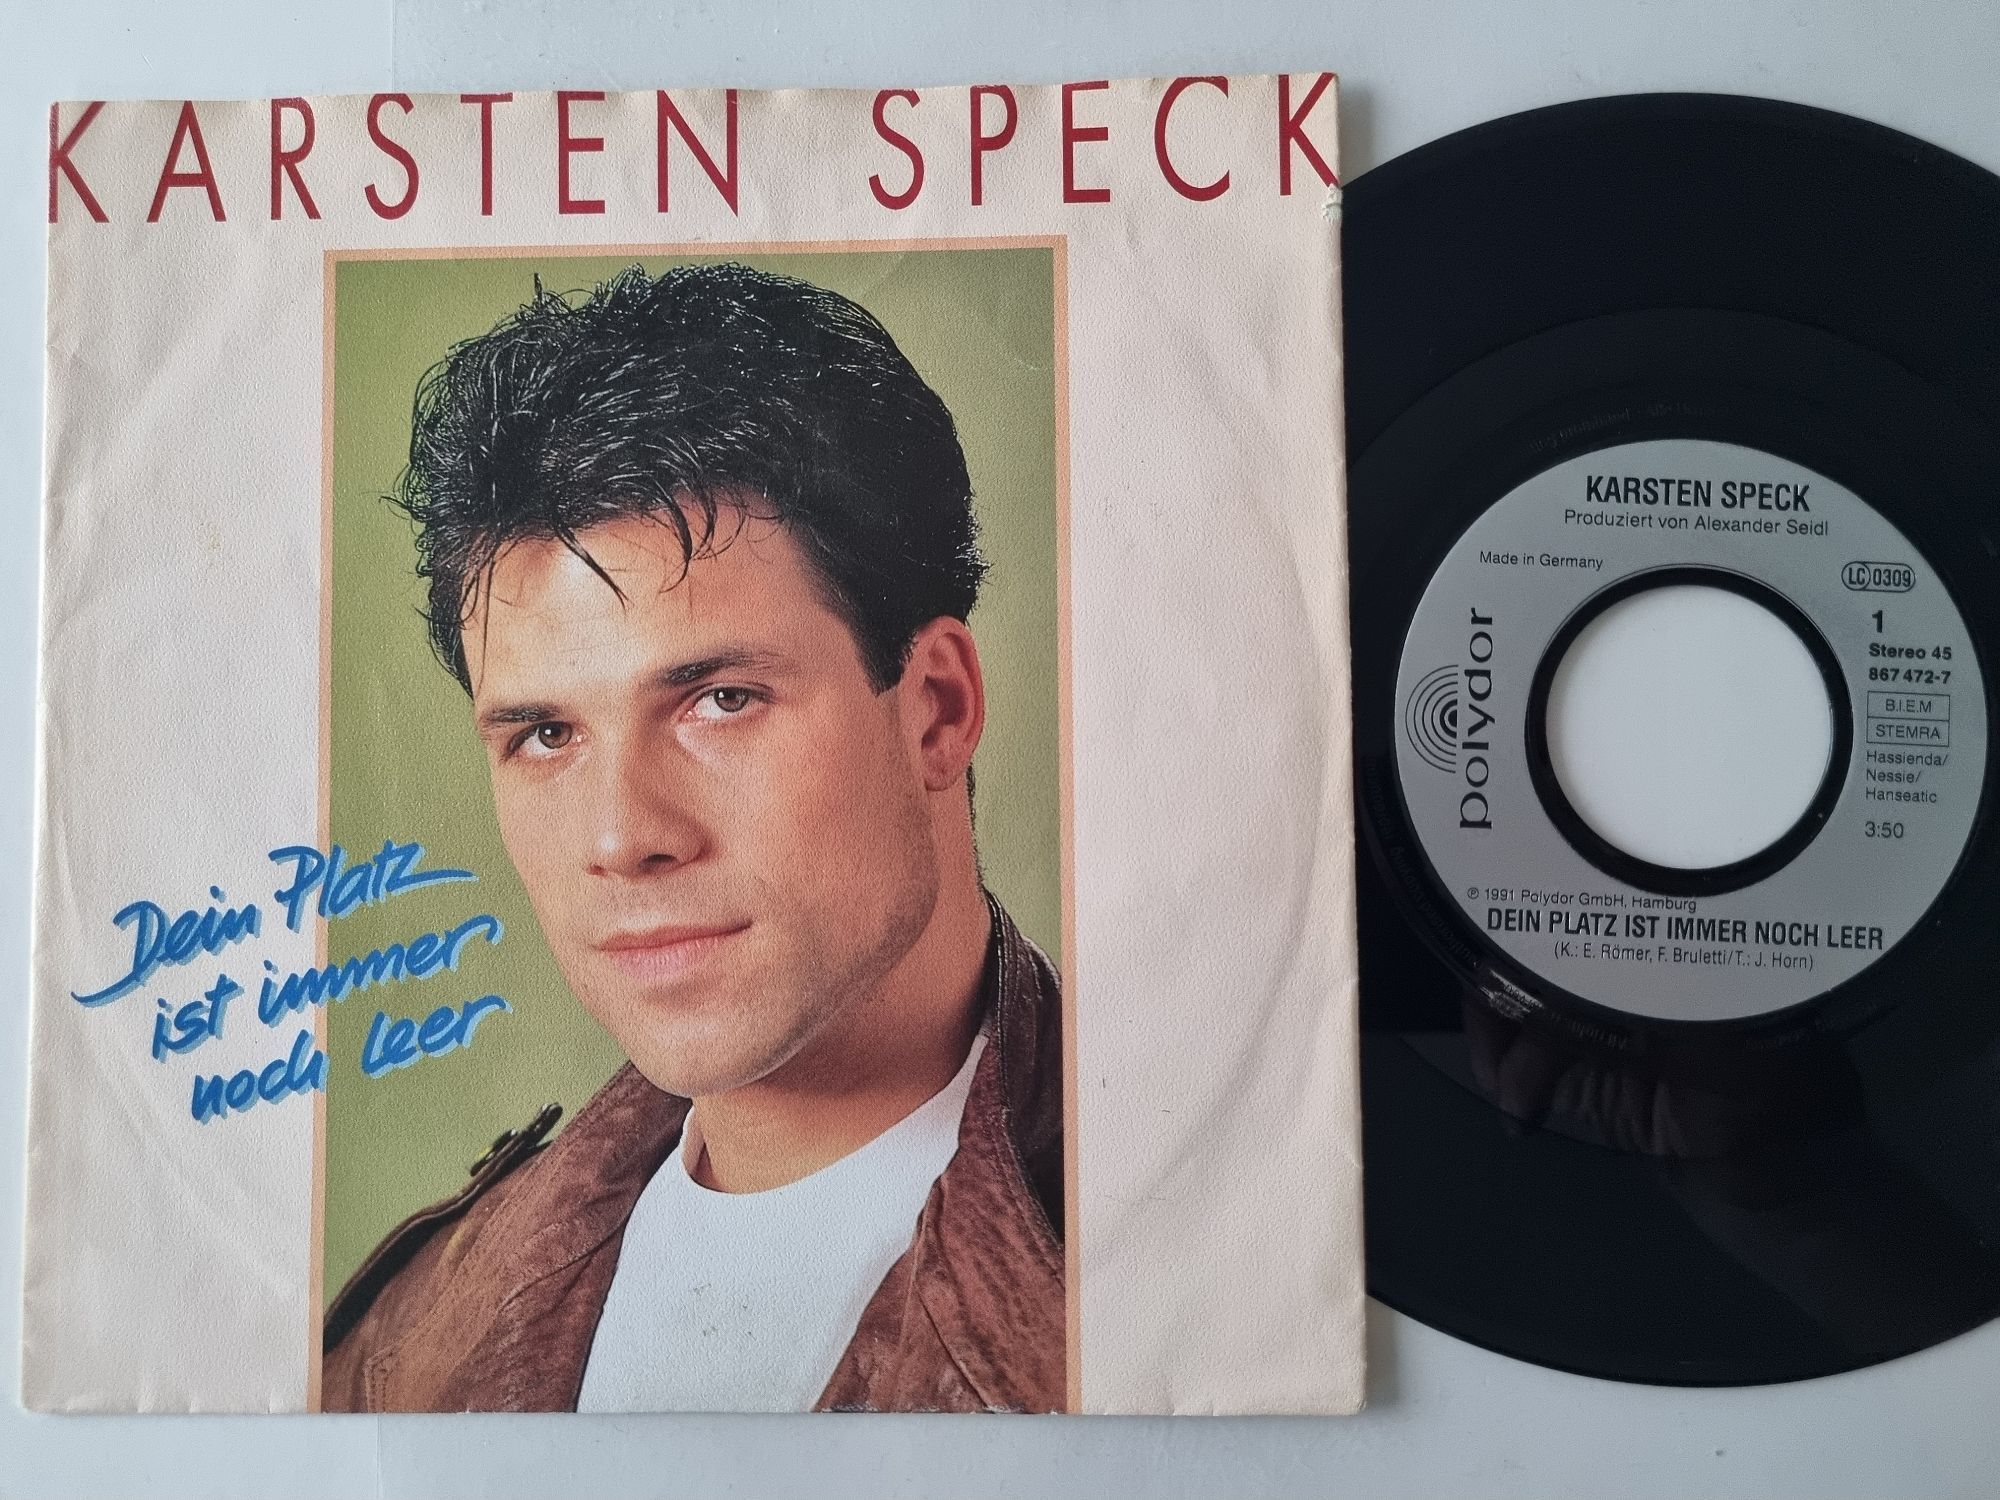 KARSTEN SPECK
Dein Platz
ist immer
noch leer
KARSTEN SPECK
Produziert von Alexander Seidl
Made in Germany
LC 0309
1
Stereo 45
867 472-7
B.I.E.M
STEMRA
Hassienda/
Nessie/
Hanseatic
3:50
polydor
℗ 1991 Polydor GmbH, Hamburg
DEIN PLATZ IST IMMER NOCH LEER
(K.: E. Römer, F. Bruletti/T.: J. Horn)